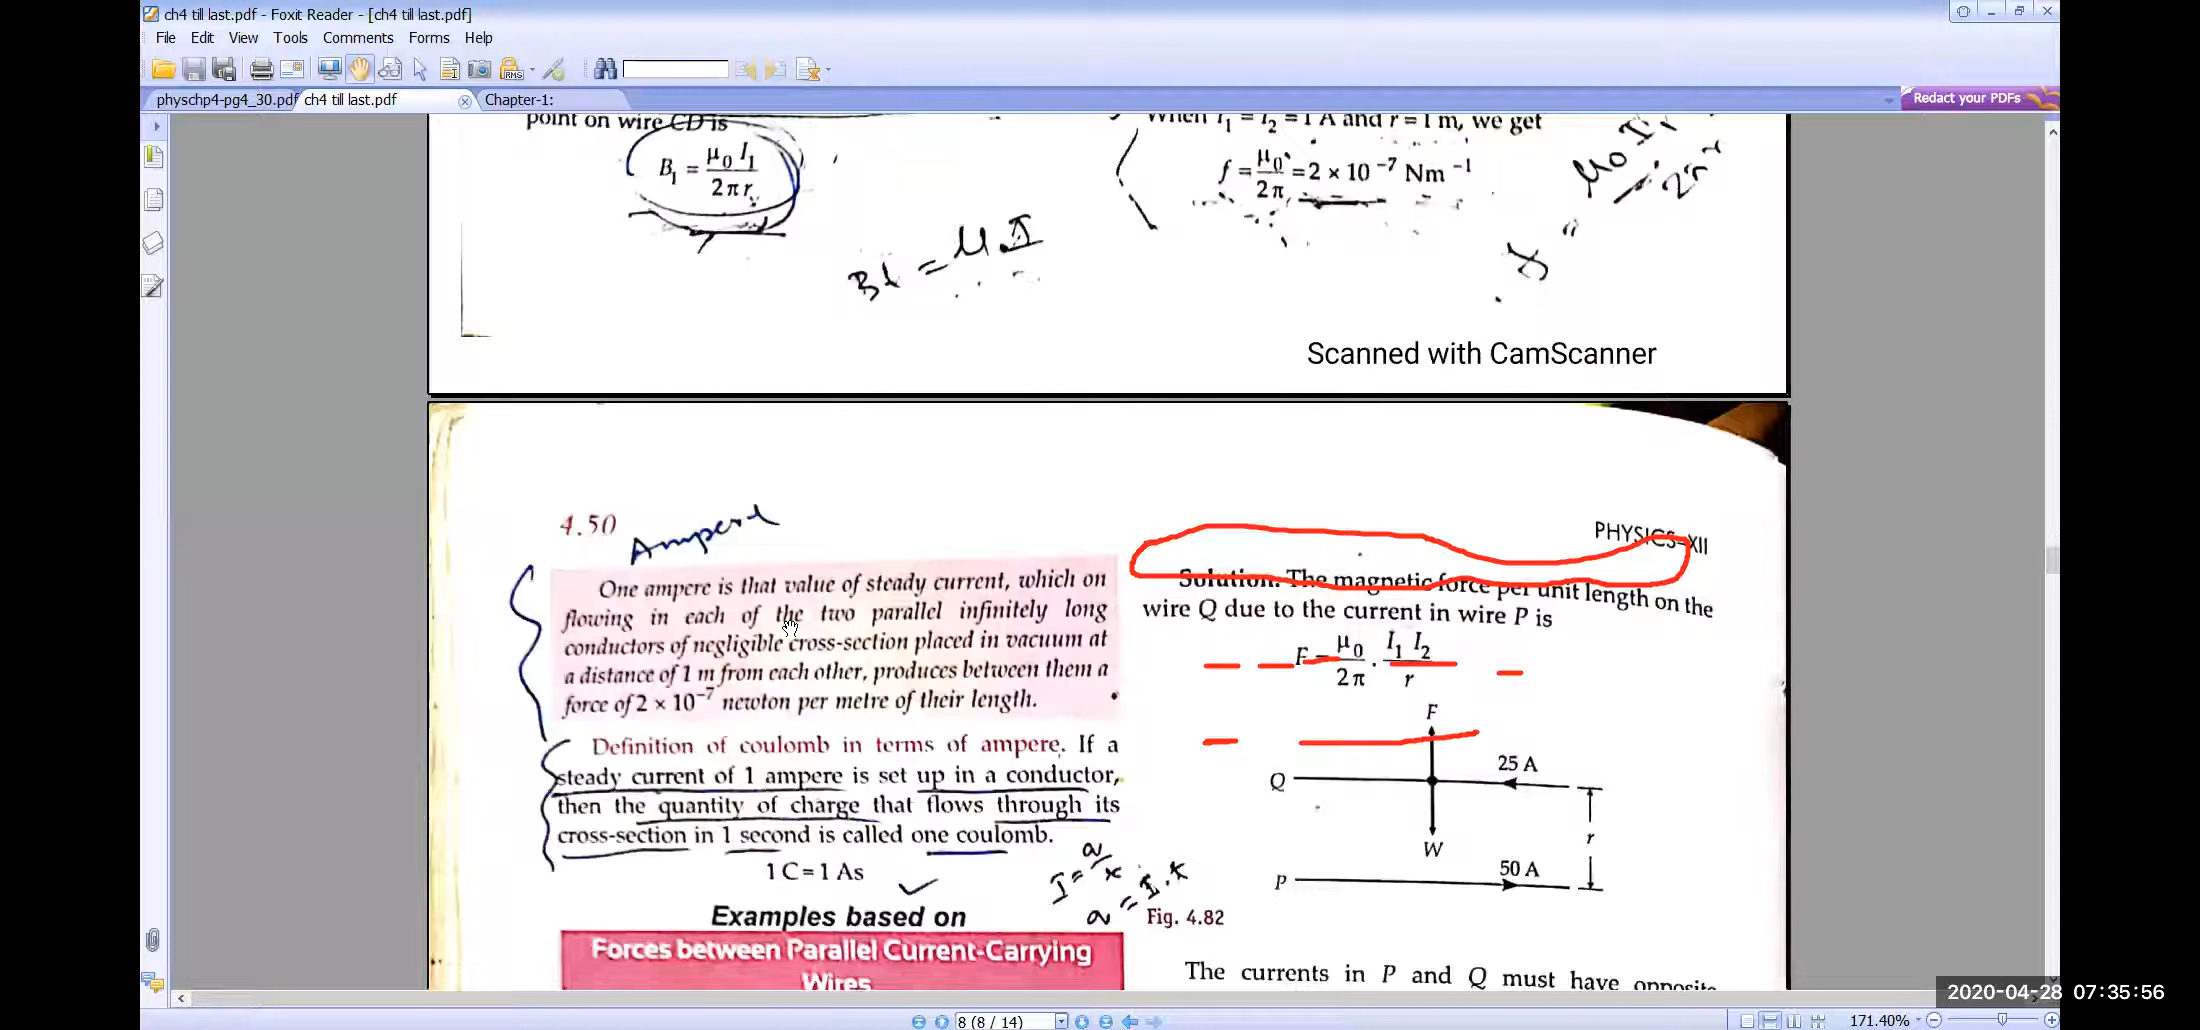 ch4 till last.pdf - Foxit Reader - [ch4 till last.pdf]
File Edit View Tools Comments Forms Help
physchp4-pg4_30.pdf ch4 till last.pdf Chapter-1:
Redact your PDFs
point on wire CD is
B₁ = μ₀ I₁ / 2π r
Bl = μ₀I
When I₁ = I₂ = 1 A and r = 1 m, we get
f = μ₀ / 2π = 2 × 10⁻⁷ Nm⁻¹
Scanned with CamScanner
4.50
Ampere
One ampere is that value of steady current, which on
flowing in each of the two parallel infinitely long
conductors of negligible cross-section placed in vacuum at
a distance of 1 m from each other, produces between them a
force of 2 × 10⁻⁷ newton per metre of their length.
Definition of coulomb in terms of ampere. If a
steady current of 1 ampere is set up in a conductor,
then the quantity of charge that flows through its
cross-section in 1 second is called one coulomb.
1 C = 1 As
Examples based on
Forces between Parallel Current-Carrying
Wires
PHYSICS-XII
Solution. The magnetic force per unit length on the
wire Q due to the current in wire P is
F = μ₀ / 2π · I₁ I₂ / r
F
25 A
Q
r
W
50 A
P
Fig. 4.82
The currents in P and Q must have opposite
2020-04-28 07:35:56
8 (8 / 14)
171.40%